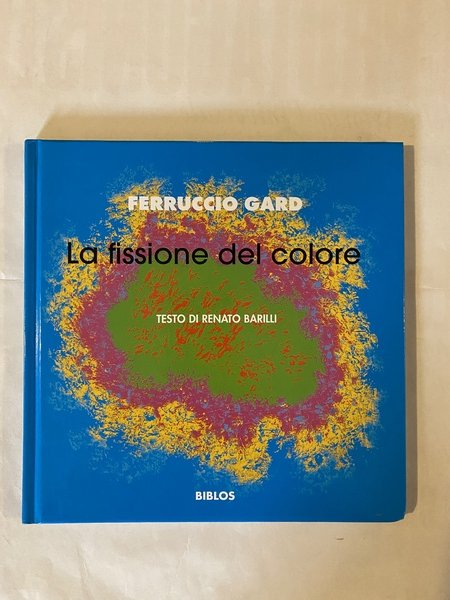 FERRUCCIO GARD
La fissione del colore
TESTO DI RENATO BARILLI
BIBLOS